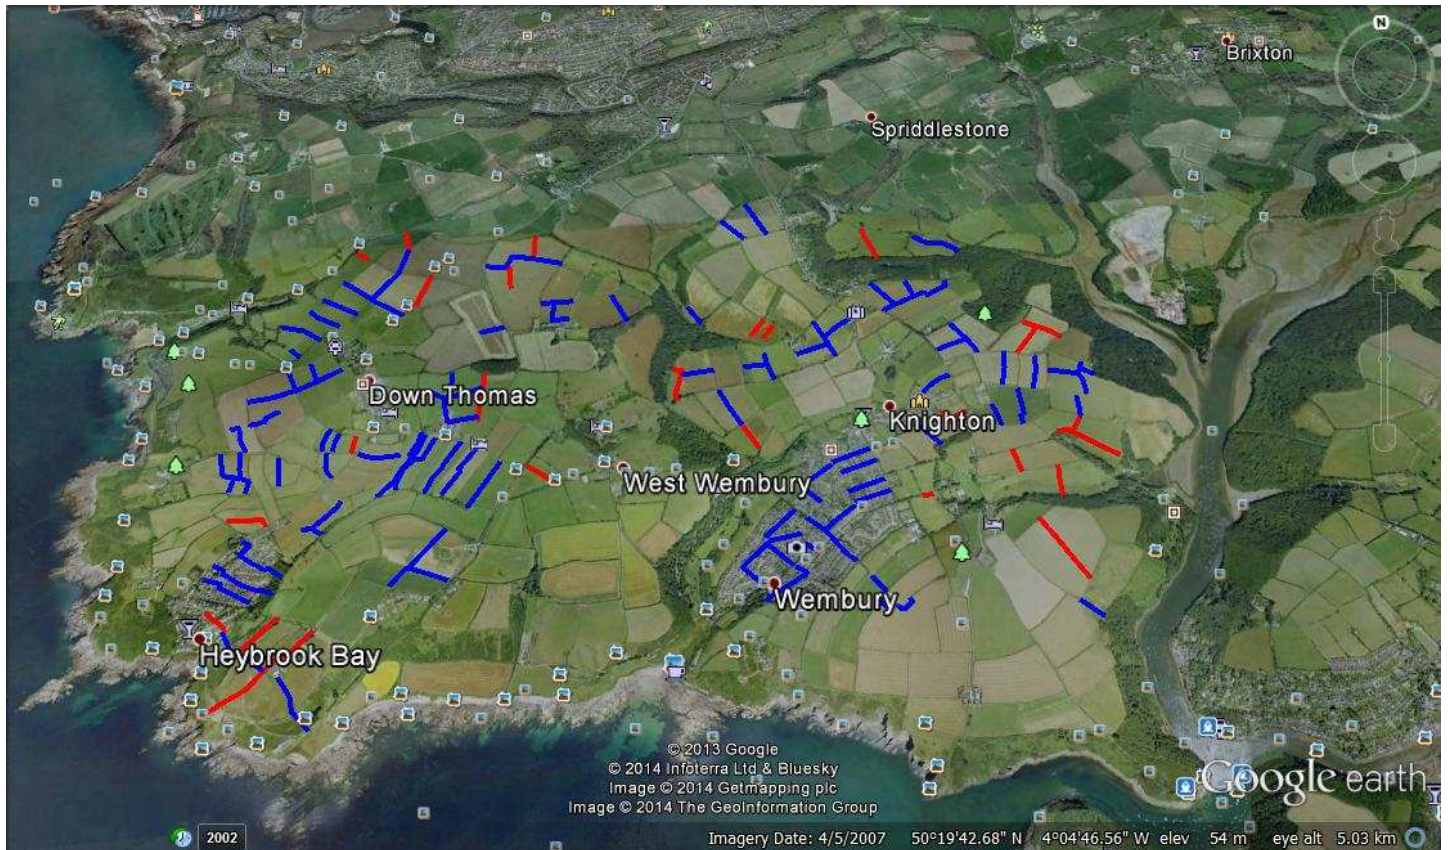 N
Brixton
Spriddlestone
Down Thomas
Knighton
West Wembury
Wembury
Heybrook Bay
© 2013 Google
© 2014 Infoterra Ltd & Bluesky
Image © 2014 Getmapping plc
Image © 2014 The GeoInformation Group
Google earth
2002
Imagery Date: 4/5/2007 50°19'42.68" N 4°04'46.56" W elev 54 m eye alt 5.03 km